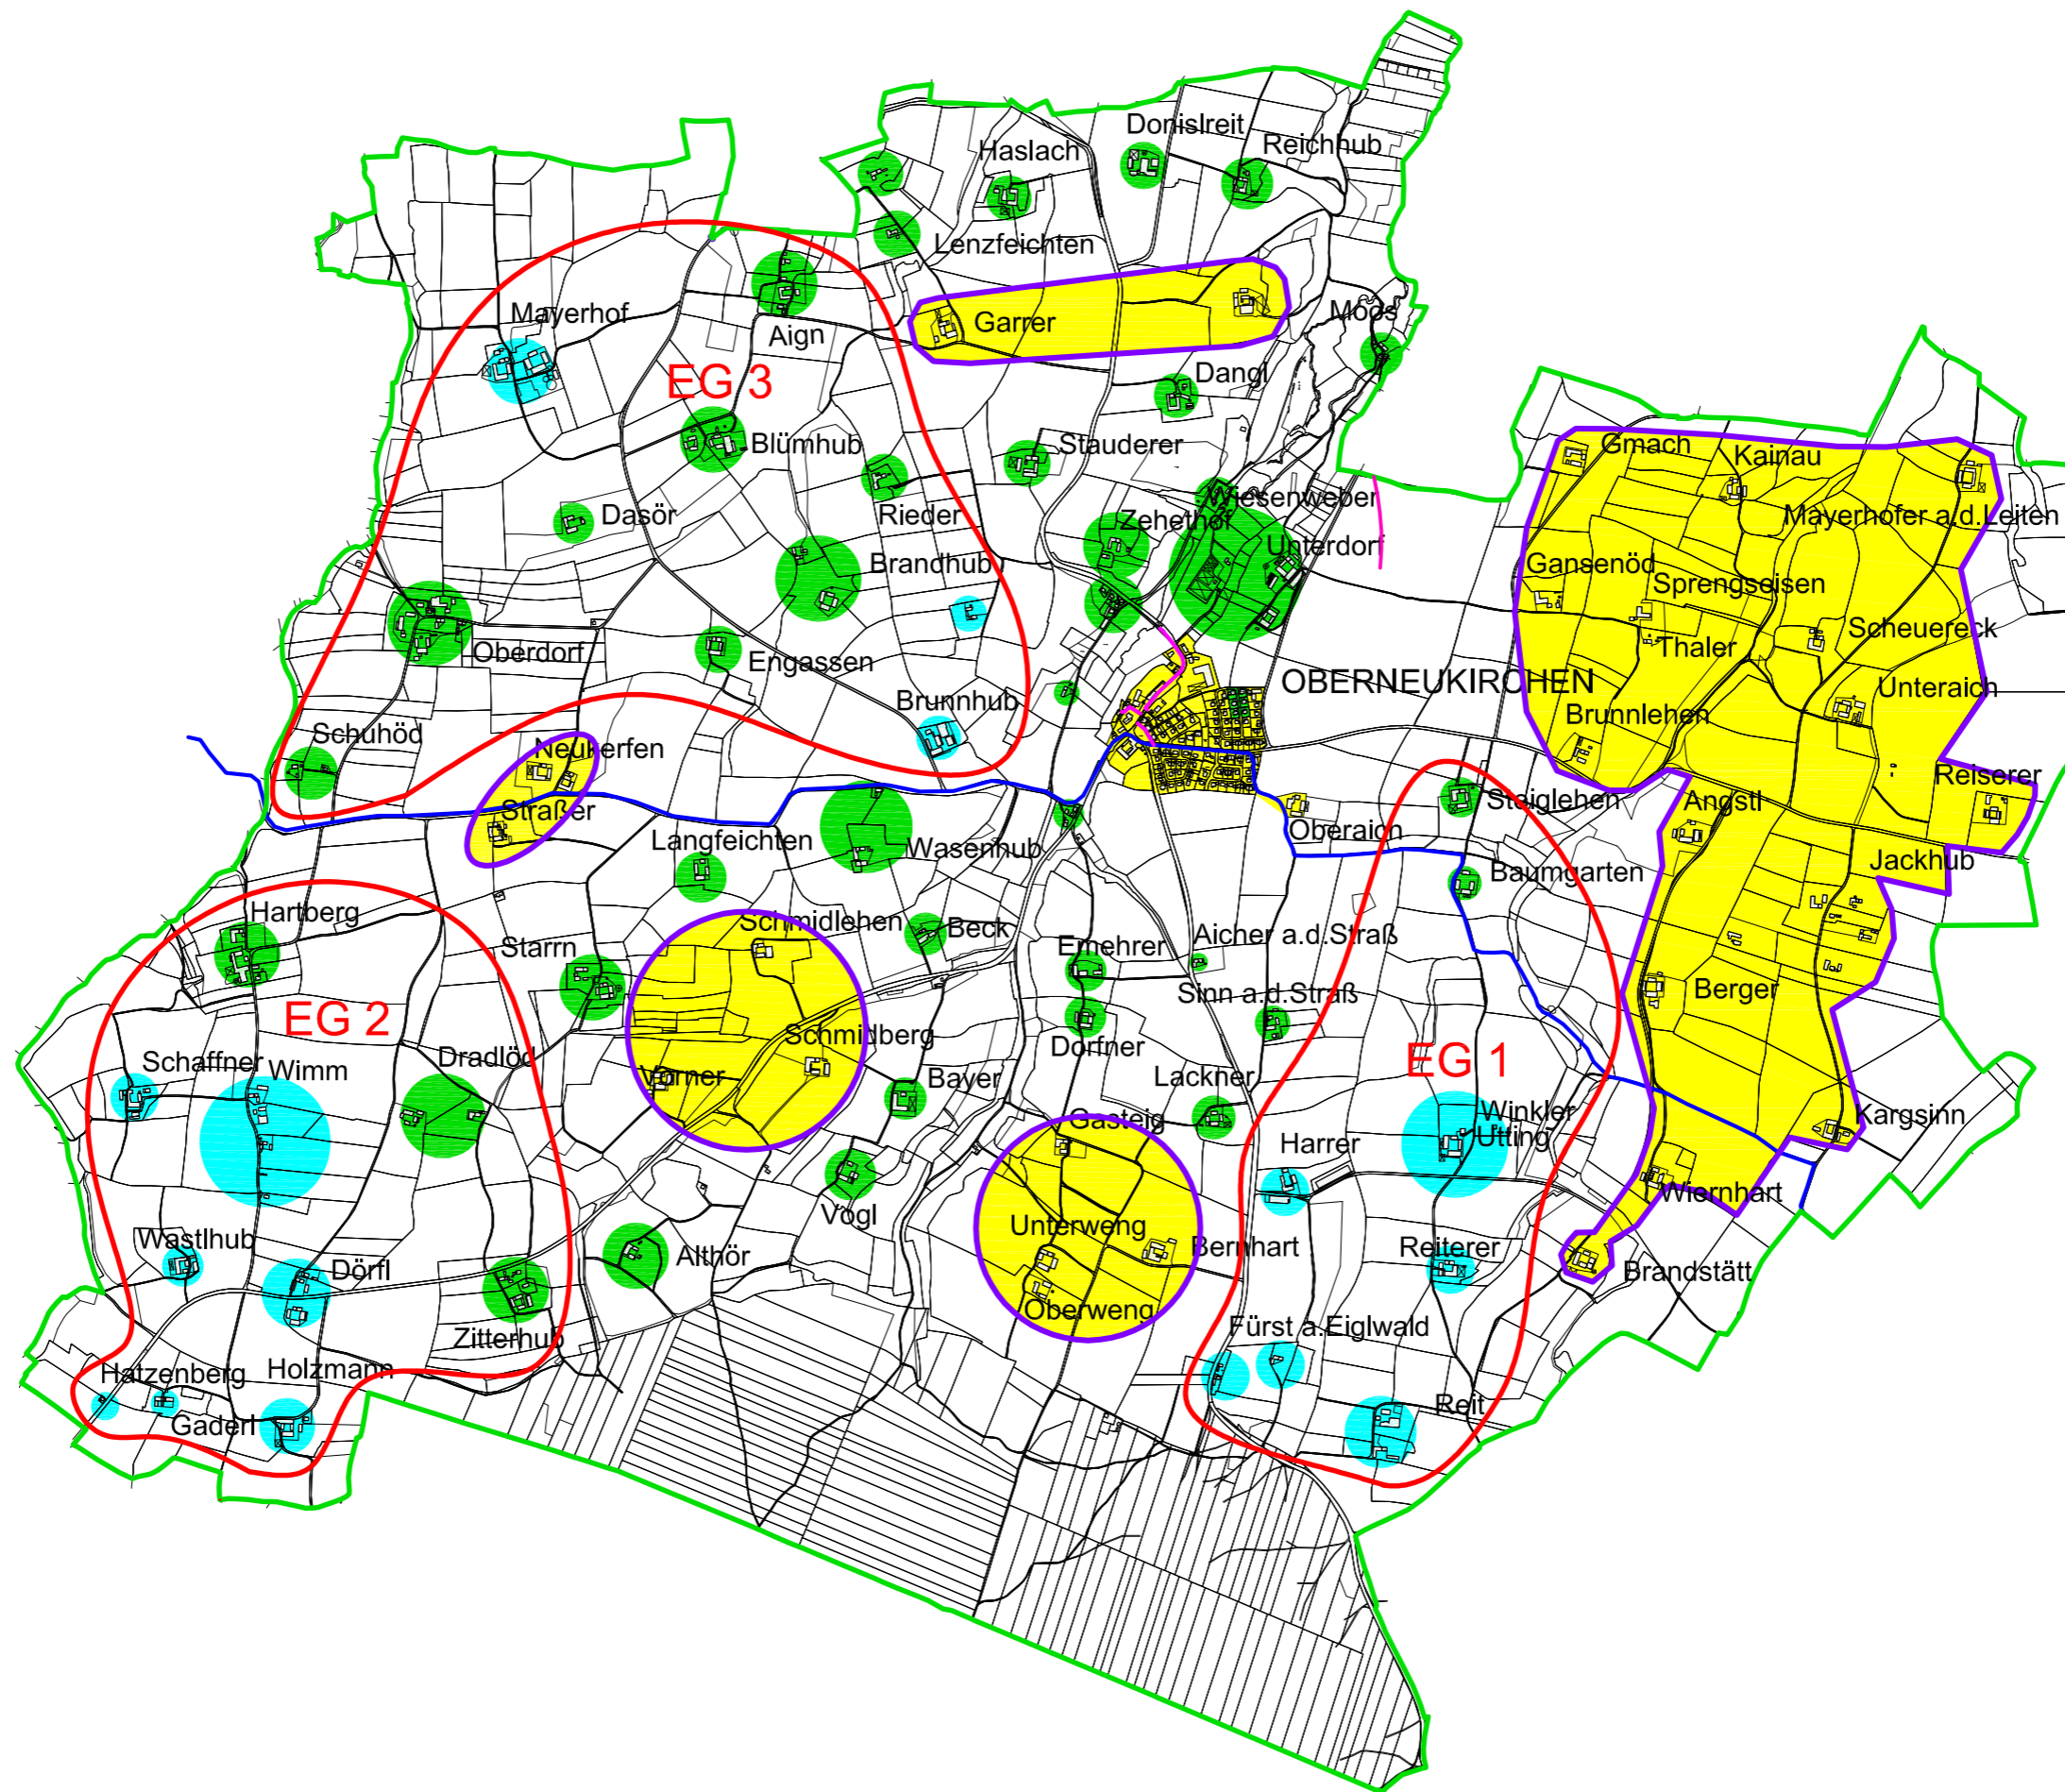 Donislreit
Haslach
Reichhub
Lenzfeichten
Mayerhof
Garrer
Moos
Aign
EG 3
Dangl
Blümhub
Stauderer
Gmach
Kainau
Wiesenweber
Dasör
Rieder
Zehethof
Mayerhofer a.d.Leiten
Unterdorf
Brandhub
Gansenöd
Sprengseisen
Oberdorf
Engassen
Thaler
Scheuereck
OBERNEUKIRCHEN
Unteraich
Brunnhub
Brunnlehen
Schuhöd
Neukerfen
Reiserer
Straßer
Steiglehen
Angstl
Oberaich
Langfeichten
Wasenhub
Jackhub
Baumgarten
Hartberg
Schmidlehen
Beck
Starrn
Emehrer
Aicher a.d.Straß
Sinn a.d.Straß
Berger
EG 2
Schmidberg
Dorfner
EG 1
Schaffner
Wimm
Dradlöd
Vorner
Bayer
Lackner
Winkler
Gasteig
Utting
Kargsinn
Harrer
Wiernhart
Vogl
Unterweng
Wastlhub
Althör
Bernhart
Reiterer
Dörfl
Brandstätt
Oberweng
Zitterhub
Fürst a.Eiglwald
Hatzenberg
Holzmann
Reit
Gaderl